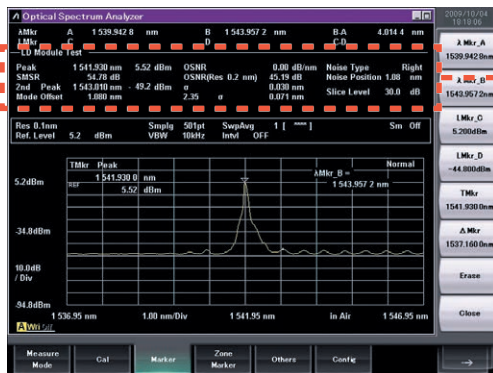 Optical Spectrum Analyzer
2009/10/04
18:18:06
λMkr A 1 539.942 8 nm B 1 543.957 2 nm B-A 4.014 4 nm
LMkr C D C-D
LD Module Test
Peak 1 541.930 nm 5.52 dBm OSNR 0.00 dB/nm Noise Type Right
SMSR 54.78 dB OSNR(Res 0.2 nm) 45.19 dB Noise Position 1.08 nm
2nd Peak 1 543.010 nm - 49.2 dBm σ 0.030 nm
Mode Offset 1.080 nm 2.35 σ 0.071 nm Slice Level 30.0 dB
Res 0.1nm Smplg 501pt SwpAvg 1 [ **** ] Sm Off
Ref. Level 5.2 dBm VBW 10kHz Intvl OFF
TMkr Peak Normal
1 541.930 0 nm
5.52 dBm
λMkr_B =
1 543.957 2 nm
5.2dBm
REF
-34.8dBm
10.0dB
/ Div
-94.8dBm
1 536.95 nm 1.00 nm/Div 1 541.95 nm in Air 1 546.95 nm
A Wri
Measure Mode
Cal
Marker
Zone Marker
Others
Config
λ Mkr_A
1539.9428nm
λ Mkr_B
1543.9572nm
LMkr_C
5.200dBm
LMkr_D
-44.800dBm
TMkr
1541.9300nm
Δ Mkr
1537.1600nm
Erase
Close
→